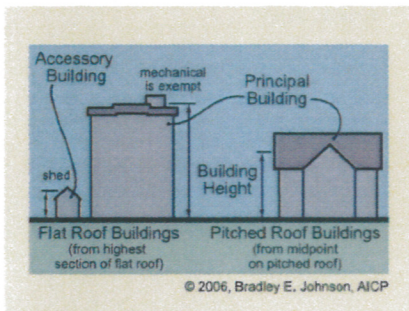 Accessory
Building
mechanical
is exempt
Principal
Building
shed
Building
Height
Flat Roof Buildings
(from highest
section of flat roof)
Pitched Roof Buildings
(from midpoint
on pitched roof)
© 2006, Bradley E. Johnson, AICP